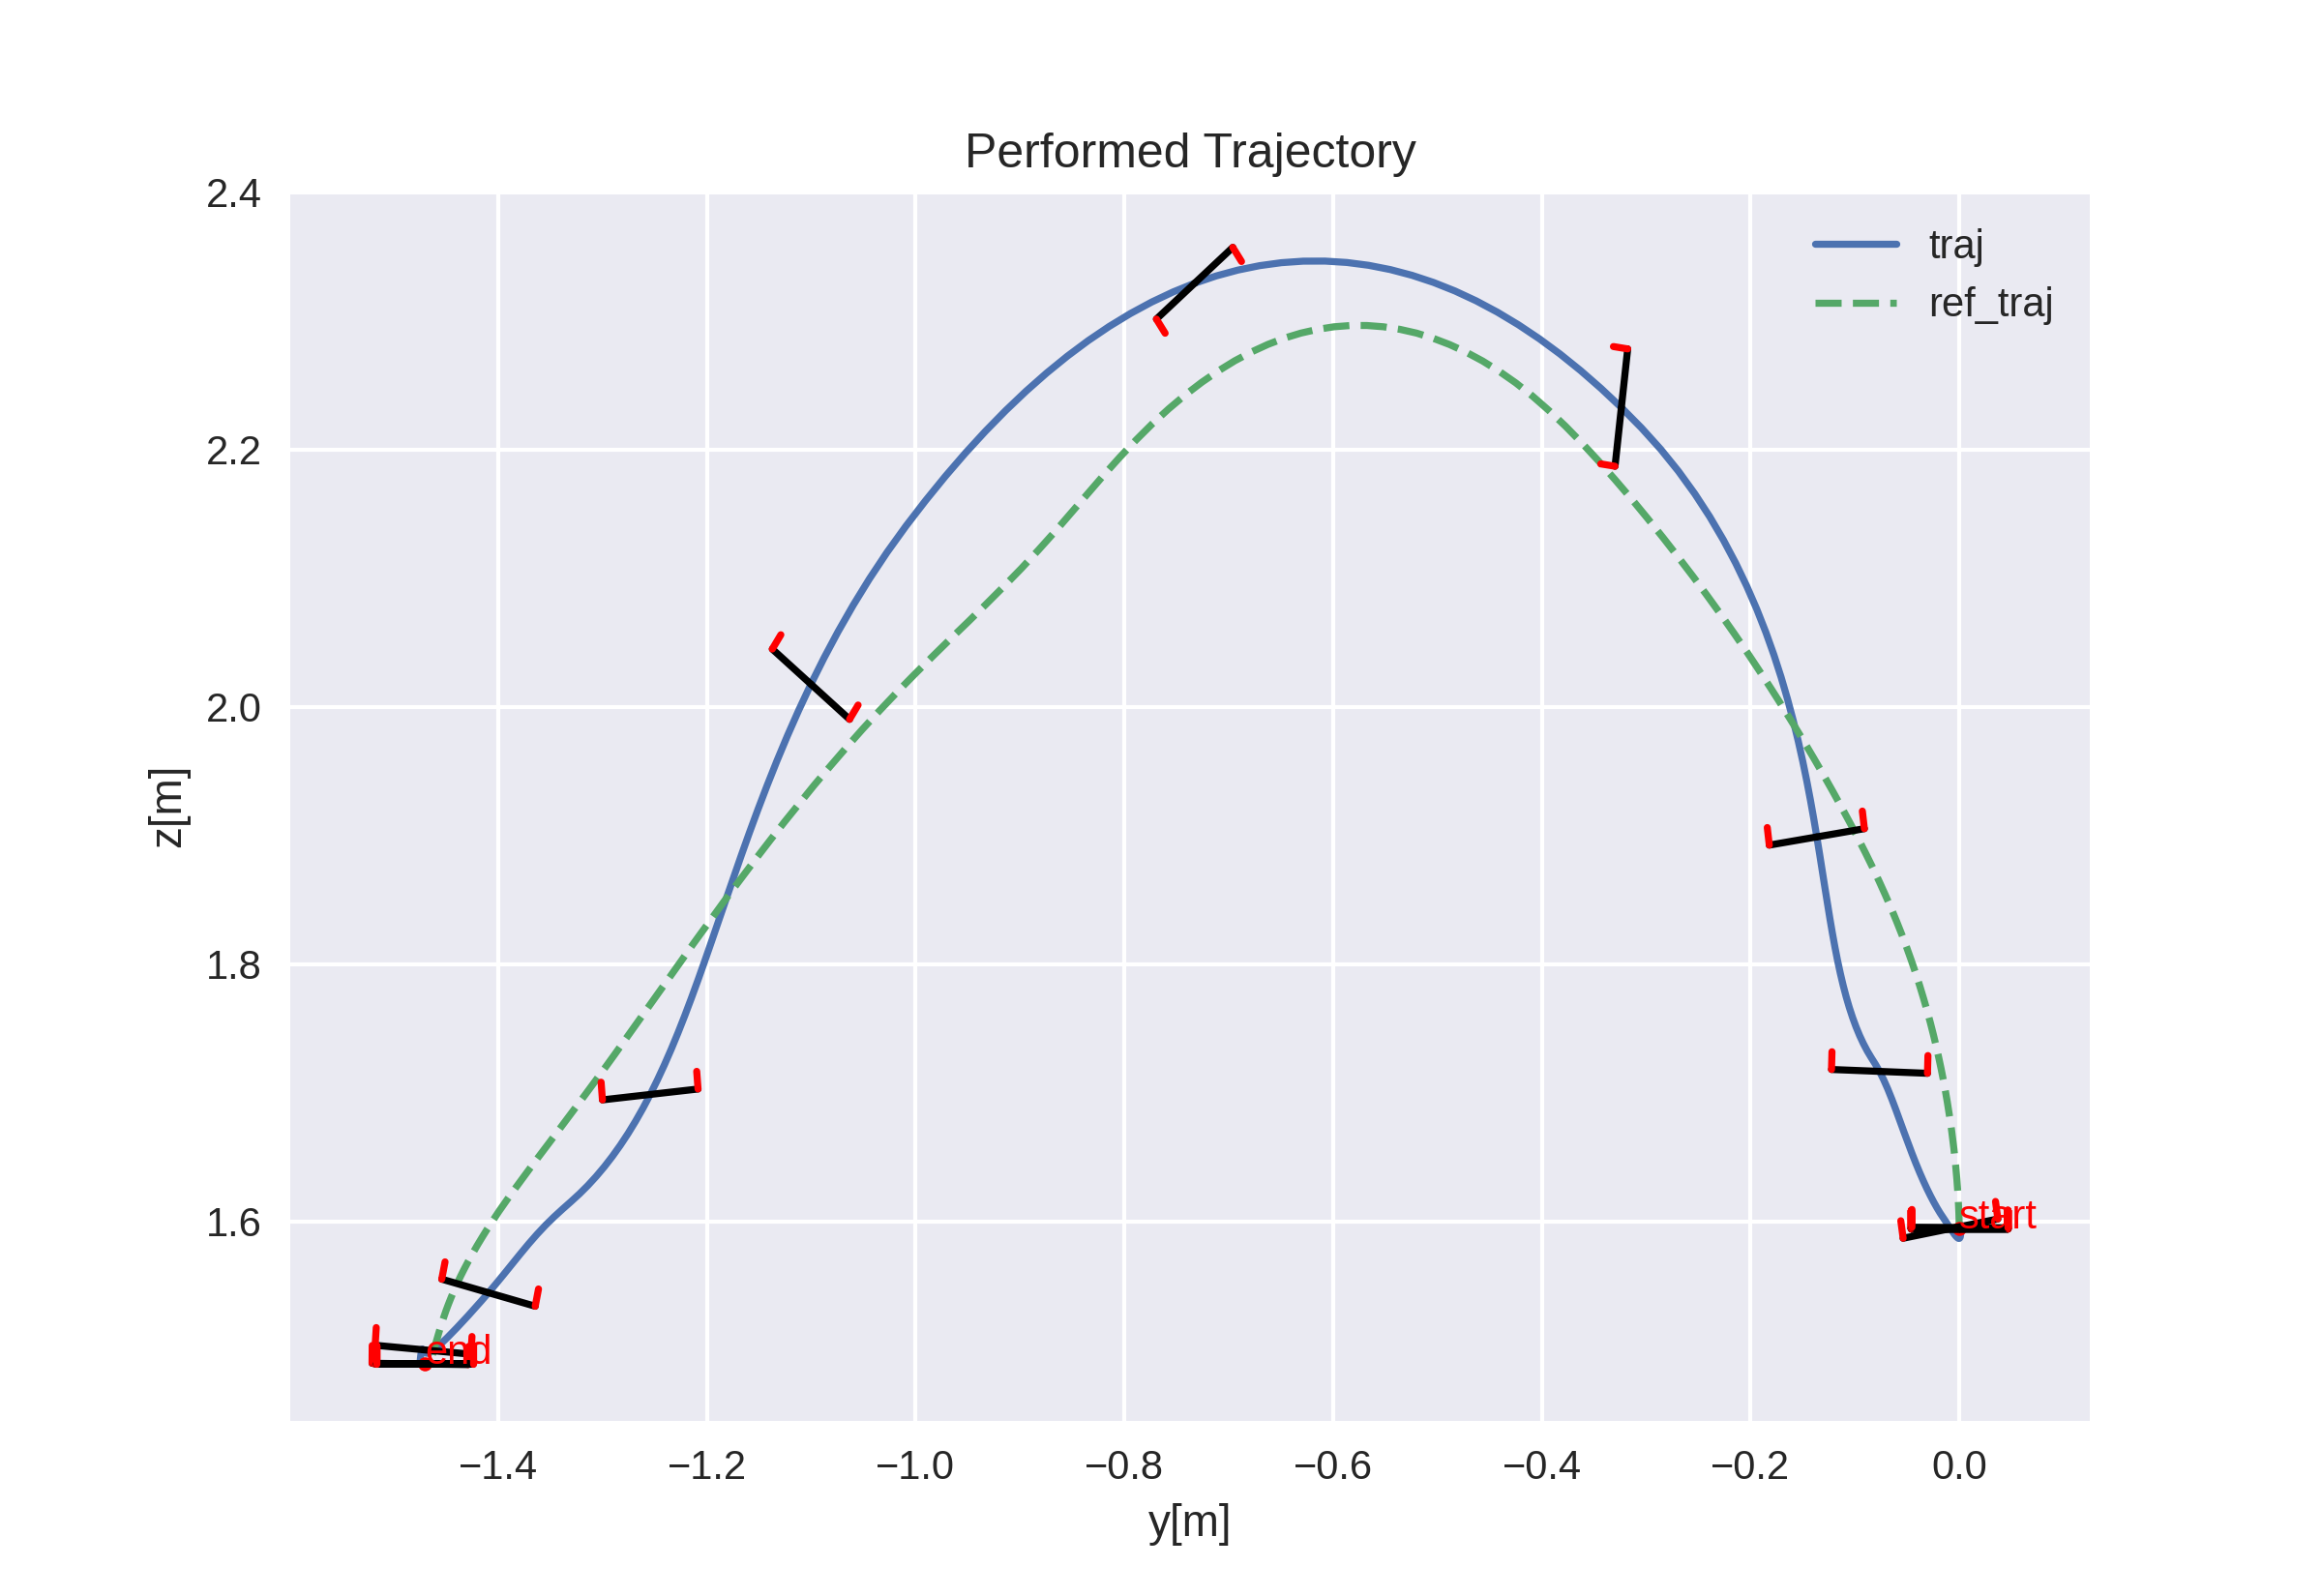 Performed Trajectory
traj
ref_traj
2.4
2.2
2.0
1.8
1.6
z[m]
start
end
−1.4 −1.2 −1.0 −0.8 −0.6 −0.4 −0.2 0.0
y[m]